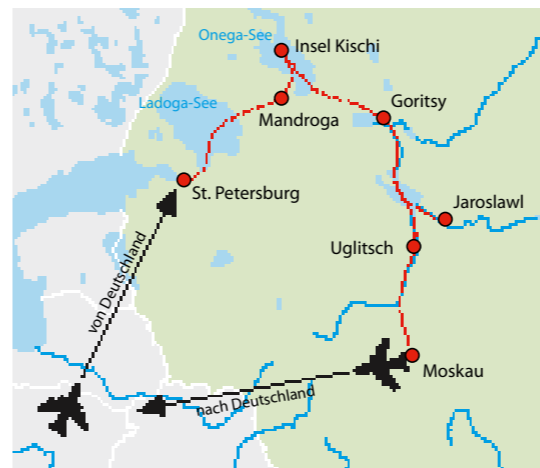 Onega-See
Insel Kischi
Ladoga-See
Mandroga
Goritsy
St. Petersburg
Jaroslawl
Uglitsch
von Deutschland
Moskau
nach Deutschland